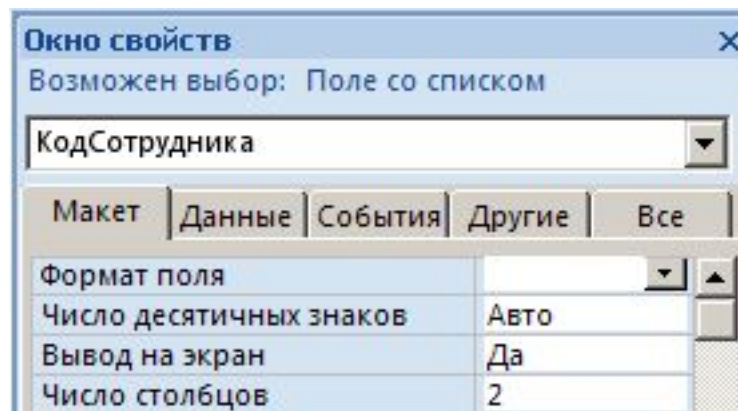 Окно свойств
Возможен выбор: Поле со списком
КодСотрудника
Макет Данные События Другие Все
Формат поля
Число десятичных знаков Авто
Вывод на экран Да
Число столбцов 2